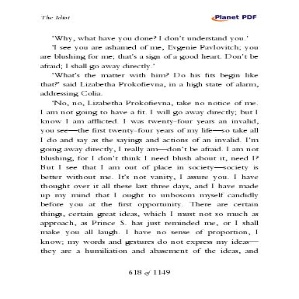 The Idiot
Planet PDF
'Why, what have you done? I don't understand you.'
'I see you are ashamed of me, Evgenie Pavlovitch; you
are blushing for me; that's a sign of a good heart. Don't be
afraid; I shall go away directly.'
'What's the matter with him? Do his fits begin like
that?' said Lizabetha Prokofievna, in a high state of alarm,
addressing Colia.
'No, no, Lizabetha Prokofievna, take no notice of me.
I am not going to have a fit. I will go away directly; but I
know I am afflicted. I was twenty-four years an invalid,
you see—the first twenty-four years of my life—so take all
I do and say as the sayings and actions of an invalid. I'm
going away directly, I really am—don't be afraid. I am not
blushing, for I don't think I need blush about it, need I?
But I see that I am out of place in society—society is
better without me. It's not vanity, I assure you. I have
thought over it all these last three days, and I have made
up my mind that I ought to unbosom myself candidly
before you at the first opportunity. There are certain
things, certain great ideas, which I must not so much as
approach, as Prince S. has just reminded me, or I shall
make you all laugh. I have no sense of proportion, I
know; my words and gestures do not express my ideas—
they are a humiliation and abasement of the ideas, and
618 of 1149